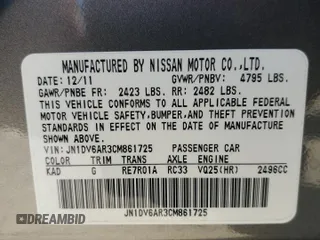 MANUFACTURED BY NISSAN MOTOR CO.,LTD.
DATE: 12/11 GVWR/PNBV: 4795 LBS.
GAWR/PNBE FR: 2423 LBS. RR: 2482 LBS.
THIS VEHICLE CONFORMS TO ALL APPLICABLE FEDERAL
MOTOR VEHICLE SAFETY,BUMPER,AND THEFT PREVENTION
STANDARDS IN EFFECT ON THE DATE OF MANUFACTURE
SHOWN ABOVE.
VIN: JN1DV6AR3CM861725 PASSENGER CAR
COLOR TRIM TRANS AXLE ENGINE
KAD G RE7R01A RC33 VQ25(HR) 2496CC
JN1DV6AR3CM861725
DREAMBID